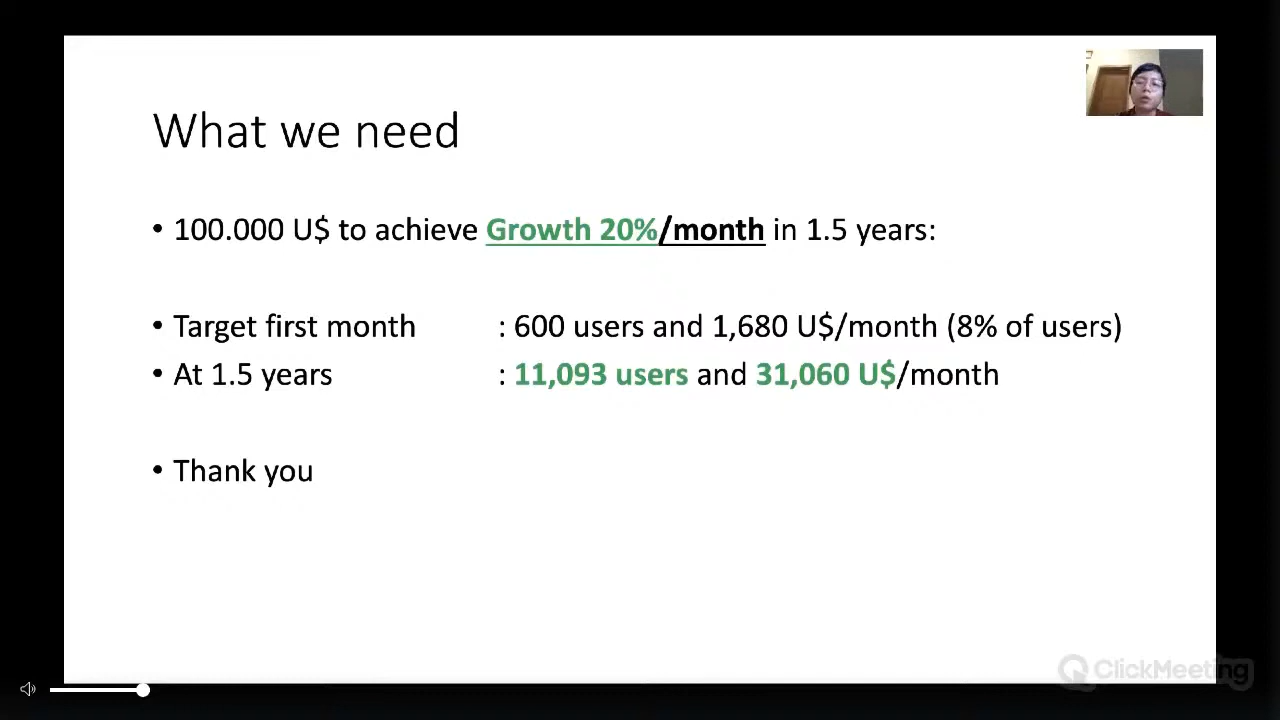 What we need
• 100.000 U$ to achieve Growth 20%/month in 1.5 years:
• Target first month : 600 users and 1,680 U$/month (8% of users)
• At 1.5 years : 11,093 users and 31,060 U$/month
• Thank you
ClickMeeting